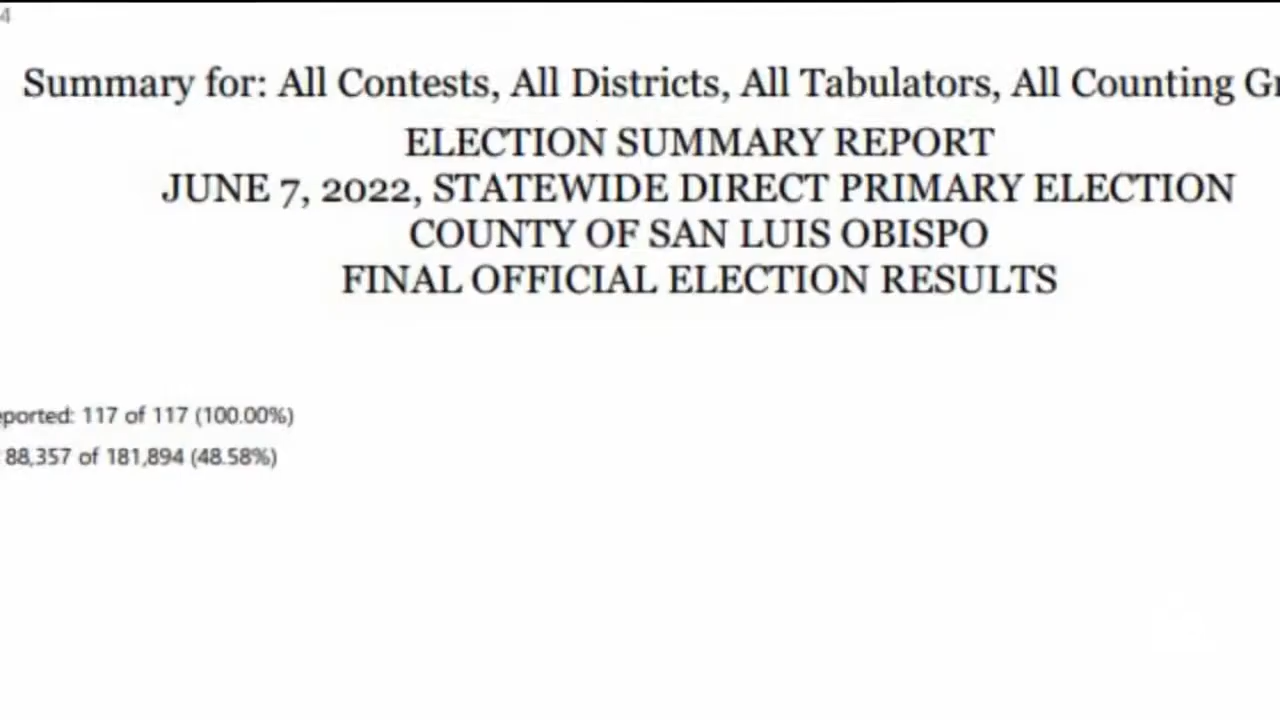 4
Summary for: All Contests, All Districts, All Tabulators, All Counting
ELECTION SUMMARY REPORT
JUNE 7, 2022, STATEWIDE DIRECT PRIMARY ELECTION
COUNTY OF SAN LUIS OBISPO
FINAL OFFICIAL ELECTION RESULTS
eported: 117 of 117 (100.00%)
88,357 of 181,894 (48.58%)